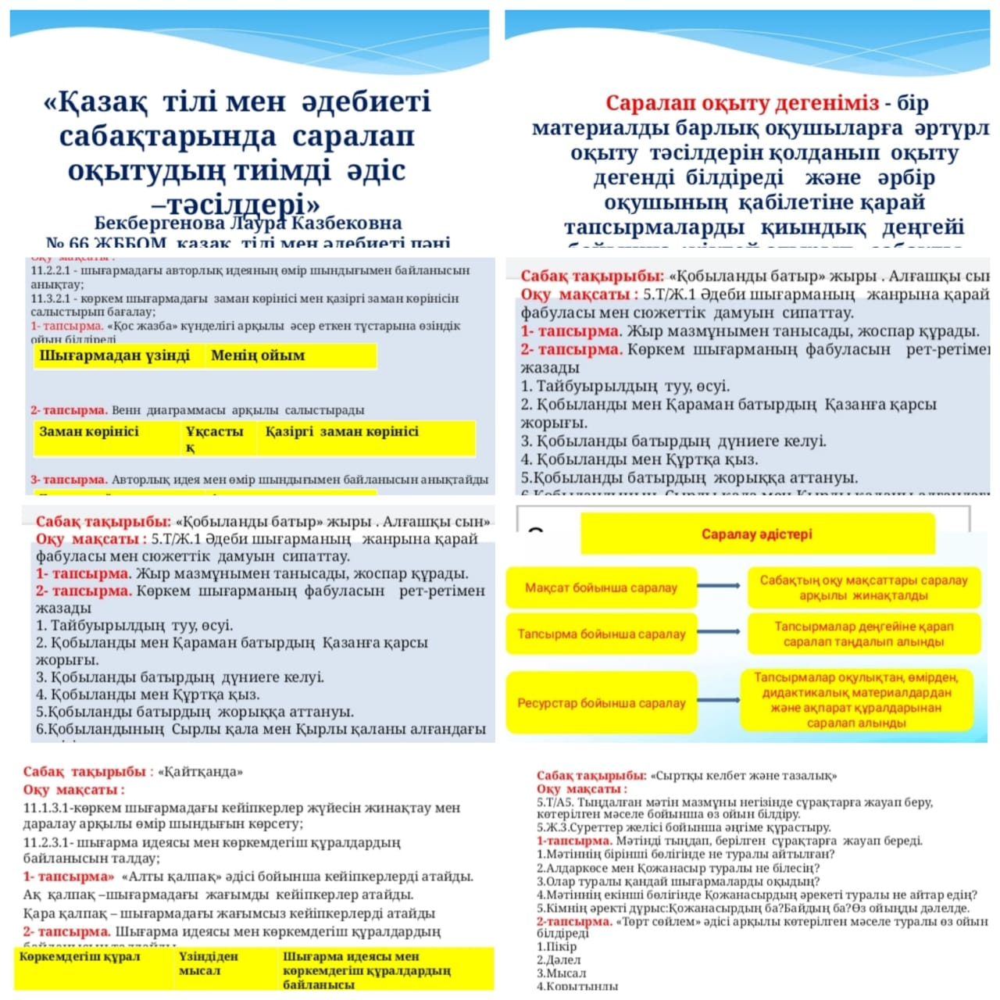 «Қазақ тілі мен әдебиеті
сабақтарында саралап
оқытудың тиімді әдіс
–тәсілдері»
Бекбергенова Лаура Казбековна
№ 66 ЖББОМ қазақ тілі мен әдебиеті пәні
Саралап оқыту дегеніміз - бір
материалды барлық оқушыларға әртүрл
оқыту тәсілдерін қолданып оқыту
дегенді білдіреді және әрбір
оқушының қабілетіне қарай
тапсырмаларды қиындық деңгейі
Оқу мақсаты :
11.2.2.1 - шығармадағы авторлық идеяның өмір шындығымен байланысын
анықтау;
11.3.2.1 - көркем шығармадағы заман көрінісі мен қазіргі заман көрінісін
салыстырып бағалау;
1- тапсырма. «Қос жазба» күнделігі арқылы әсер еткен тұстарына өзіндік
ойын білдіреді
Шығармадан үзінді Менің ойым
2- тапсырма. Венн диаграммасы арқылы салыстырады
Заман көрінісі Ұқсасты Қазіргі заман көрінісі
қ
3- тапсырма. Авторлық идея мен өмір шындығымен байланысын анықтайды
Сабақ тақырыбы: «Қобыланды батыр» жыры . Алғашқы сын
Оқу мақсаты : 5.Т/Ж.1 Әдеби шығарманың жанрына қарай
фабуласы мен сюжеттік дамуын сипаттау.
1- тапсырма. Жыр мазмұнымен танысады, жоспар құрады.
2- тапсырма. Көркем шығарманың фабуласын рет-ретімен
жазады
1. Тайбуырылдың туу, өсуі.
2. Қобыланды мен Қараман батырдың Қазанға қарсы
жорығы.
3. Қобыланды батырдың дүниеге келуі.
4. Қобыланды мен Құртқа қыз.
5.Қобыланды батырдың жорыққа аттануы.
6.Қобыландының Сырлы қала мен Қырлы қаланы алғандағы
Сабақ тақырыбы: «Қобыланды батыр» жыры . Алғашқы сын»
Оқу мақсаты : 5.Т/Ж.1 Әдеби шығарманың жанрына қарай
фабуласы мен сюжеттік дамуын сипаттау.
1- тапсырма. Жыр мазмұнымен танысады, жоспар құрады.
2- тапсырма. Көркем шығарманың фабуласын рет-ретімен
жазады
1. Тайбуырылдың туу, өсуі.
2. Қобыланды мен Қараман батырдың Қазанға қарсы
жорығы.
3. Қобыланды батырдың дүниеге келуі.
4. Қобыланды мен Құртқа қыз.
5.Қобыланды батырдың жорыққа аттануы.
6.Қобыландының Сырлы қала мен Қырлы қаланы алғандағы
Саралау әдістері
Мақсат бойынша саралау
Сабақтың оқу мақсаттары саралау
арқылы жинақталды
Тапсырма бойынша саралау
Тапсырмалар деңгейіне қарап
саралап таңдалып алынды
Ресурстар бойынша саралау
Тапсырмалар оқулықтан, өмірден,
дидактикалық материалдардан
және ақпарат құралдарынан
саралап алынды
Сабақ тақырыбы : «Қайтқанда»
Оқу мақсаты :
11.1.3.1-көркем шығармадағы кейіпкерлер жүйесін жинақтау мен
даралау арқылы өмір шындығын көрсету;
11.2.3.1- шығарма идеясы мен көркемдегіш құралдардың
байланысын талдау;
1- тапсырма» «Алты қалпақ» әдісі бойынша кейіпкерлерді атайды.
Ақ қалпақ –шығармадағы жағымды кейіпкерлер атайды.
Қара қалпақ – шығармадағы жағымсыз кейіпкерлерді атайды
2- тапсырма. Шығарма идеясы мен көркемдегіш құралдардың
Көркемдегіш құрал Үзіндіден Шығарма идеясы мен
мысал көркемдегіш құралдардың
байланысы
Сабақ тақырыбы: «Сыртқы келбет және тазалық»
Оқу мақсаты :
5.Т/А5. Тыңдалған мәтін мазмұны негізінде сұрақтарға жауап беру,
көтерілген мәселе бойынша өз ойын білдіру.
5.Ж.3.Суреттер желісі бойынша әңгіме құрастыру.
1-тапсырма. Мәтінді тыңдап, берілген сұрақтарға жауап береді.
1.Мәтіннің бірінші бөлігінде не туралы айтылған?
2.Алдаркөсе мен Қожанасыр туралы не білесің?
3.Олар туралы қандай шығармаларды оқыдың?
4.Мәтіннің екінші бөлігінде Қожанасырдың әрекеті туралы не айтар едің?
5.Кімнің әректі дұрыс:Қожанасырдың ба?Байдың ба?Өз ойыңды дәлелде.
2-тапсырма. «Төрт сөйлем» әдісі арқылы көтерілген мәселе туралы өз ойын
білдіреді
1.Пікір
2.Дәлел
3.Мысал
4.Қорытынды